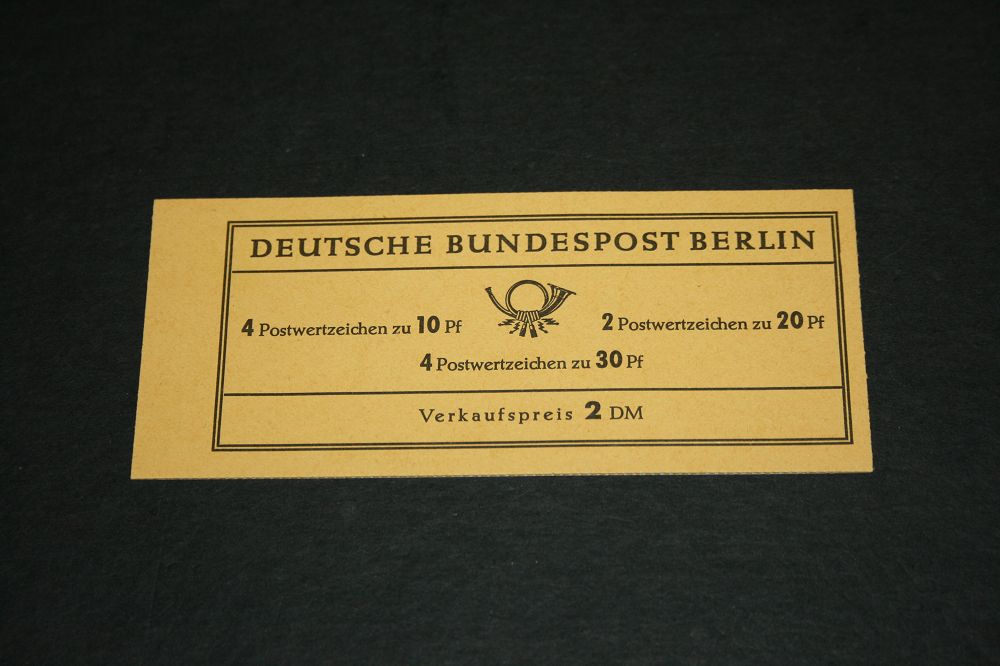 DEUTSCHE BUNDESPOST BERLIN
4 Postwertzeichen zu 10 Pf
2 Postwertzeichen zu 20 Pf
4 Postwertzeichen zu 30 Pf
Verkaufspreis 2 DM